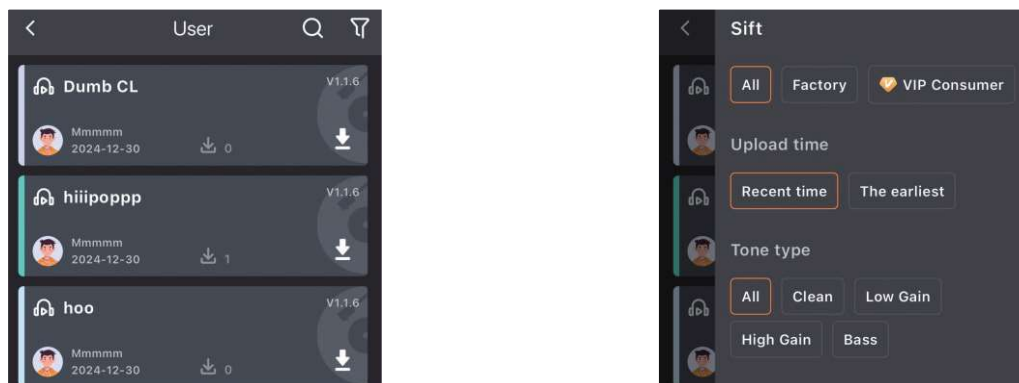 User
Dumb CL
V1.1.6
Mmmmm
2024-12-30
0
hiiipoppp
V1.1.6
Mmmmm
2024-12-30
1
hoo
V1.1.6
Mmmmm
2024-12-30
0
Sift
All Factory VIP Consumer
Upload time
Recent time The earliest
Tone type
All Clean Low Gain
High Gain Bass